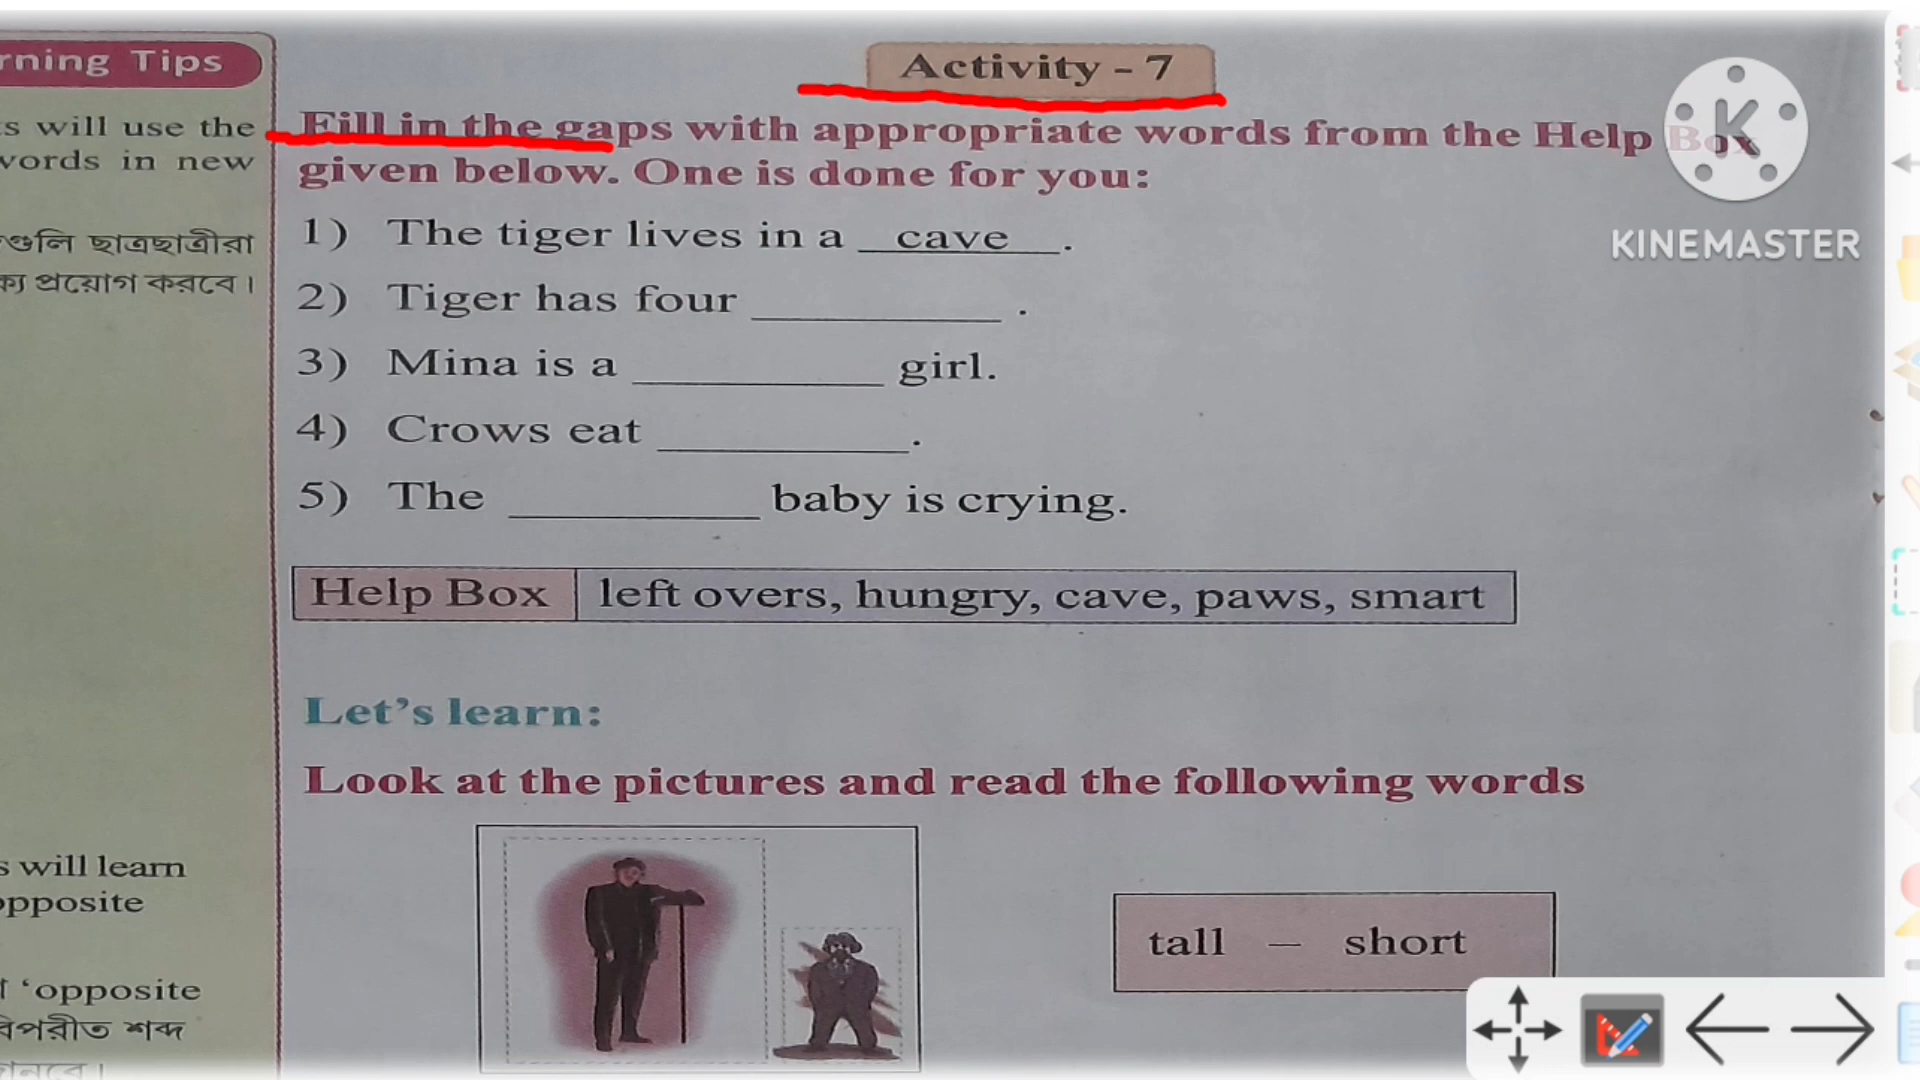 Tips
Activity - 7
will use the
in new
ছাত্রছাত্রীরা
প্রয়োগ করবে।
Fill in the gaps with appropriate words from the Help Box
given below. One is done for you:
1) The tiger lives in a cave.
2) Tiger has four __________ .
3) Mina is a __________ girl.
4) Crows eat __________.
5) The __________ baby is crying.
Help Box left overs, hungry, cave, paws, smart
Let's learn:
Look at the pictures and read the following words
will learn
tall – short
'opposite
শব্দ
K
KINEMASTER